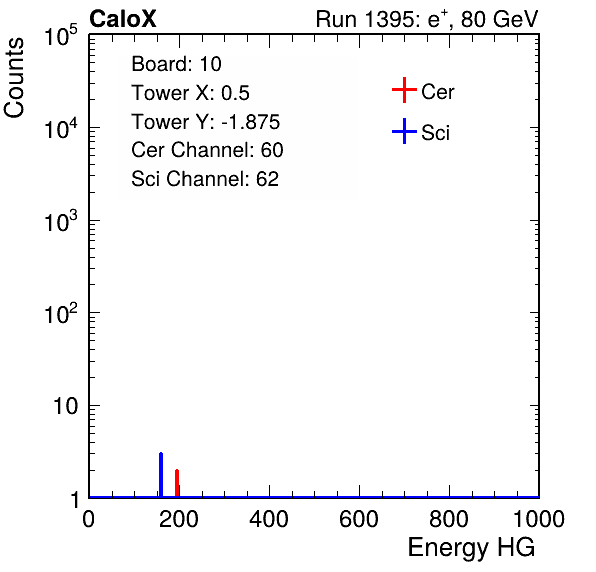 CaloX Run 1395: e⁺, 80 GeV
Counts
10⁵
10⁴
10³
10²
10
1
Board: 10
Tower X: 0.5
Tower Y: -1.875
Cer Channel: 60
Sci Channel: 62
Cer
Sci
0 200 400 600 800 1000
Energy HG